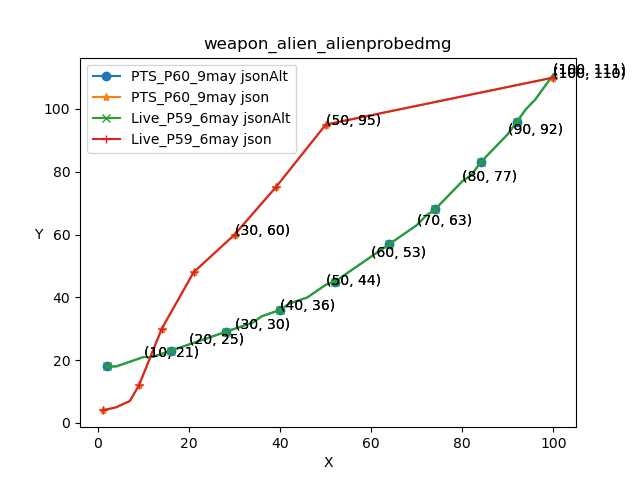 weapon_alien_alienprobedmg
PTS_P60_9may jsonAlt
PTS_P60_9may json
Live_P59_6may jsonAlt
Live_P59_6may json
(100, 111)
(100, 110)
(50, 95)
(90, 92)
(80, 77)
(70, 63)
(30, 60)
(60, 53)
(50, 44)
(40, 36)
(30, 30)
(20, 25)
(10, 21)
Y
100
80
60
40
20
0
0 20 40 60 80 100
X